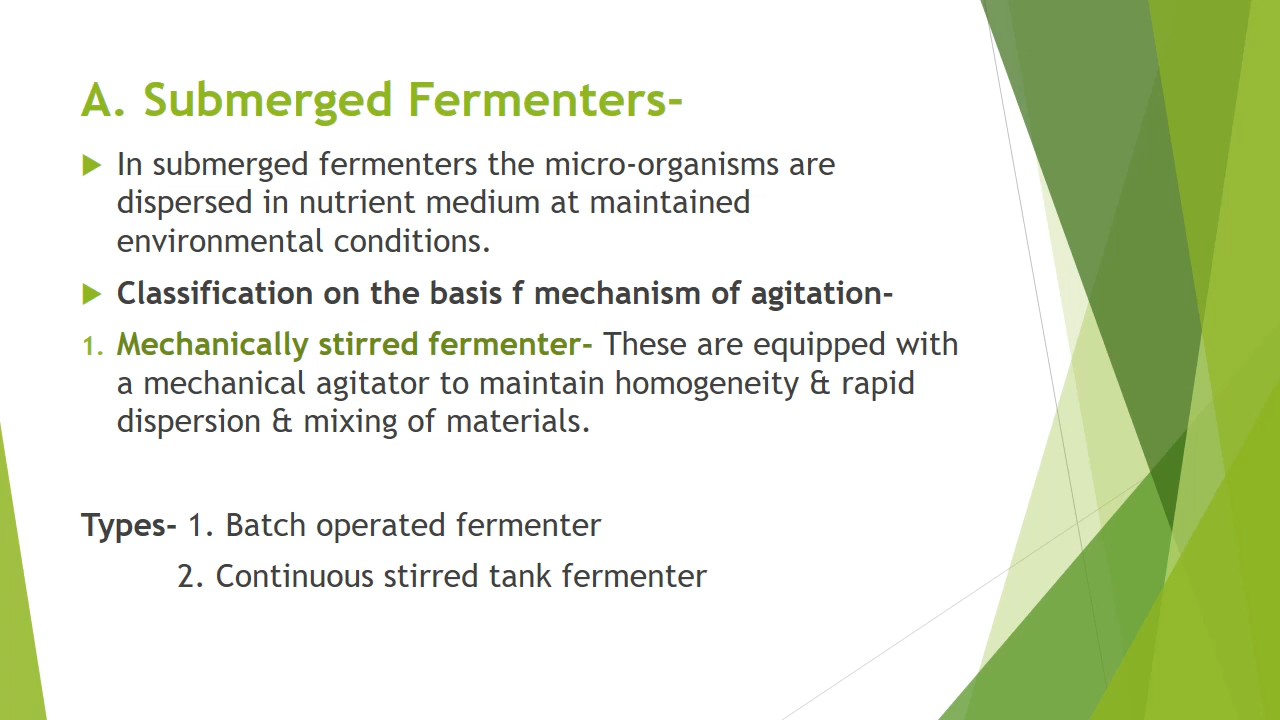 A. Submerged Fermenters-
In submerged fermenters the micro-organisms are
dispersed in nutrient medium at maintained
environmental conditions.
Classification on the basis f mechanism of agitation-
1. Mechanically stirred fermenter- These are equipped with
a mechanical agitator to maintain homogeneity & rapid
dispersion & mixing of materials.
Types- 1. Batch operated fermenter
2. Continuous stirred tank fermenter